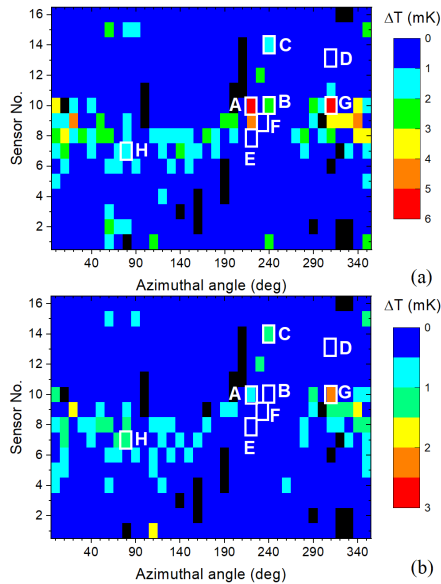 ΔT (mK)
16
14
12
10
8
6
4
2
Sensor No.
C
D
A
B
G
F
E
H
0
1
2
3
4
5
6
40
90
140
190
240
290
340
Azimuthal angle (deg)
(a)
ΔT (mK)
16
14
12
10
8
6
4
2
Sensor No.
C
D
A
B
G
F
E
H
0
1
2
3
40
90
140
190
240
290
340
Azimuthal angle (deg)
(b)